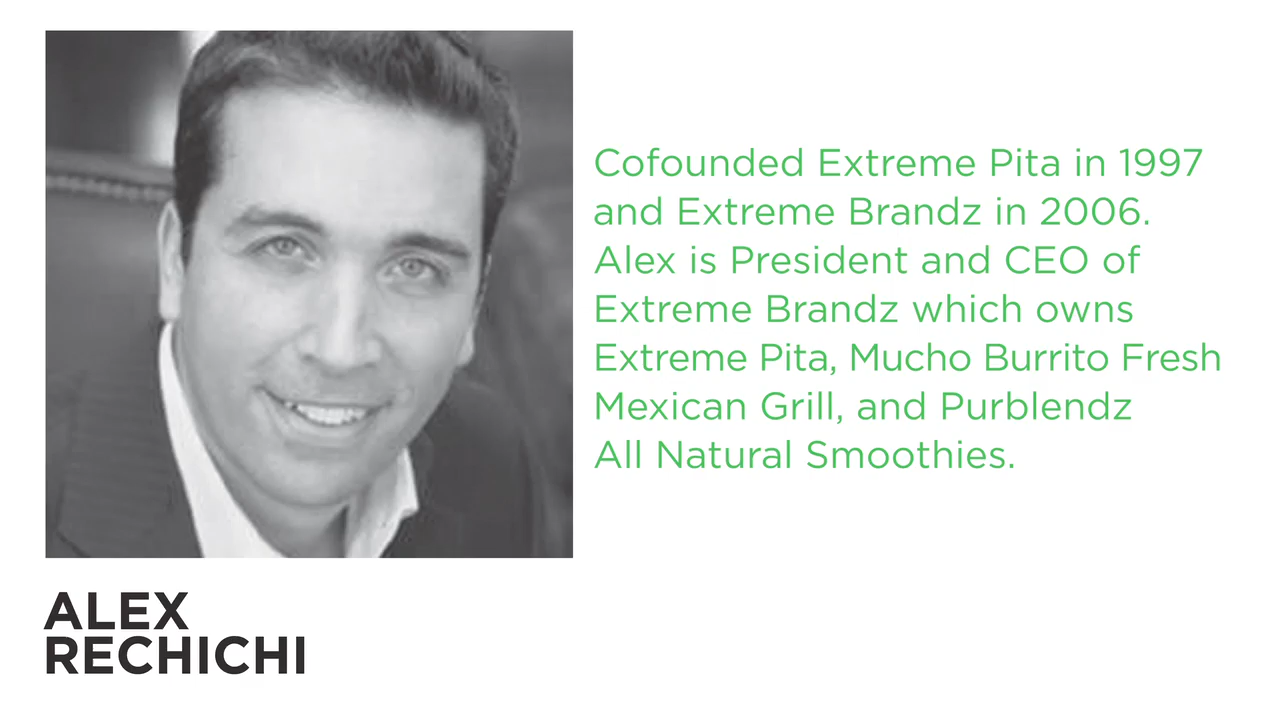 Cofounded Extreme Pita in 1997
and Extreme Brandz in 2006.
Alex is President and CEO of
Extreme Brandz which owns
Extreme Pita, Mucho Burrito Fresh
Mexican Grill, and Purblendz
All Natural Smoothies.
ALEX
RECHICHI